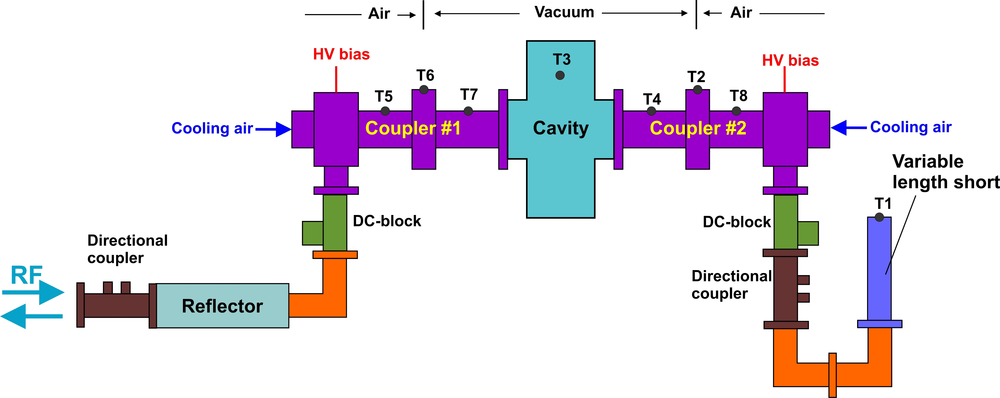 Air
Vacuum
Air
HV bias
HV bias
T3
T6
T2
T5
T7
T4
T8
Cooling air
Coupler #1
Cavity
Coupler #2
Cooling air
Variable
length short
T1
DC-block
DC-block
Directional
coupler
RF
Reflector
Directional
coupler